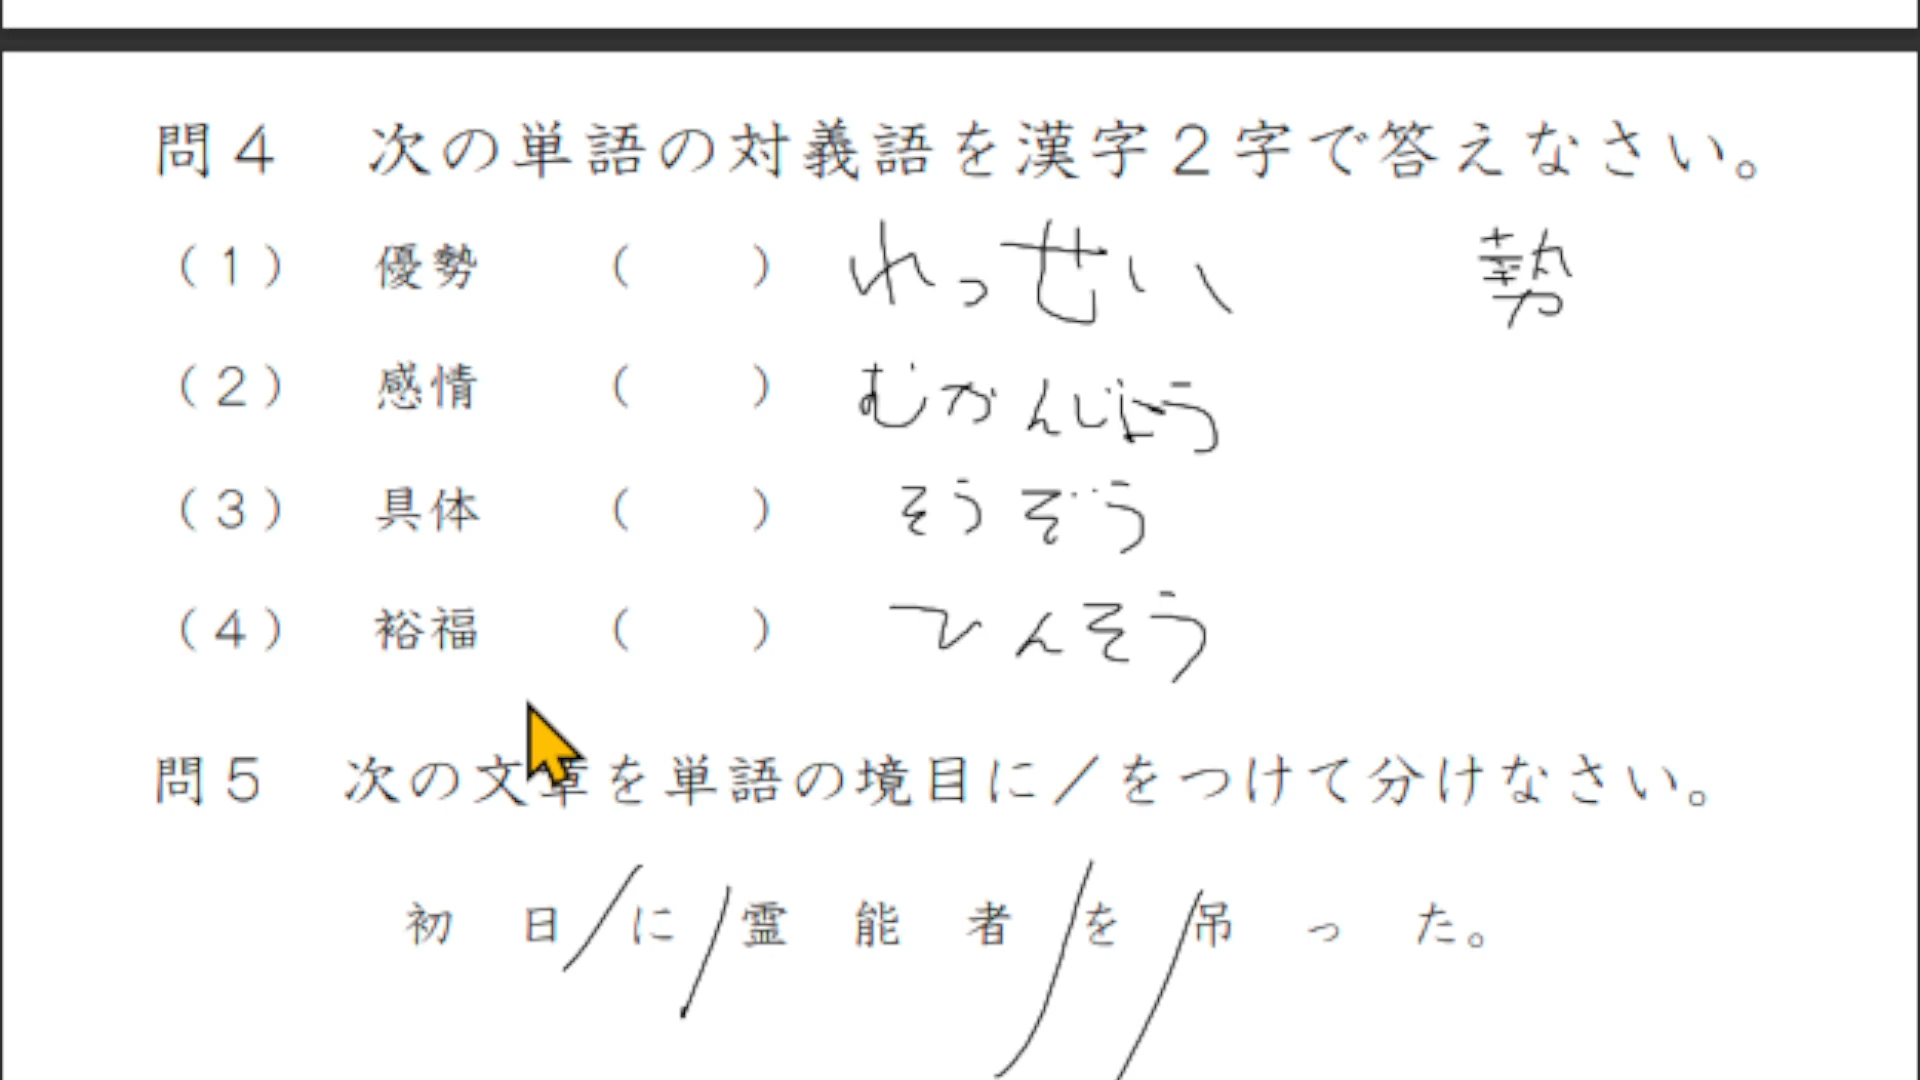 問4 次の単語の対義語を漢字2字で答えなさい。
(1) 優勢 ( ) れっせい 勢
(2) 感情 ( ) むかんじょう
(3) 具体 ( ) そうぞう
(4) 裕福 ( ) ひんそう
問5 次の文章を単語の境目に/をつけて分けなさい。
初日/に/霊能者/を/吊った。